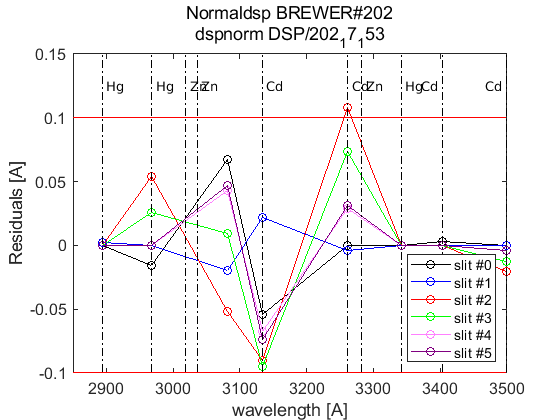 Normaldsp BREWER#202
dspnorm DSP/202₁7₁53
Hg Hg Zn Zn Cd Cd Zn Hg Cd Cd
0.15
0.1
0.05
0
-0.05
-0.1
Residuals [A]
slit #0
slit #1
slit #2
slit #3
slit #4
slit #5
2900 3000 3100 3200 3300 3400 3500
wavelength [A]